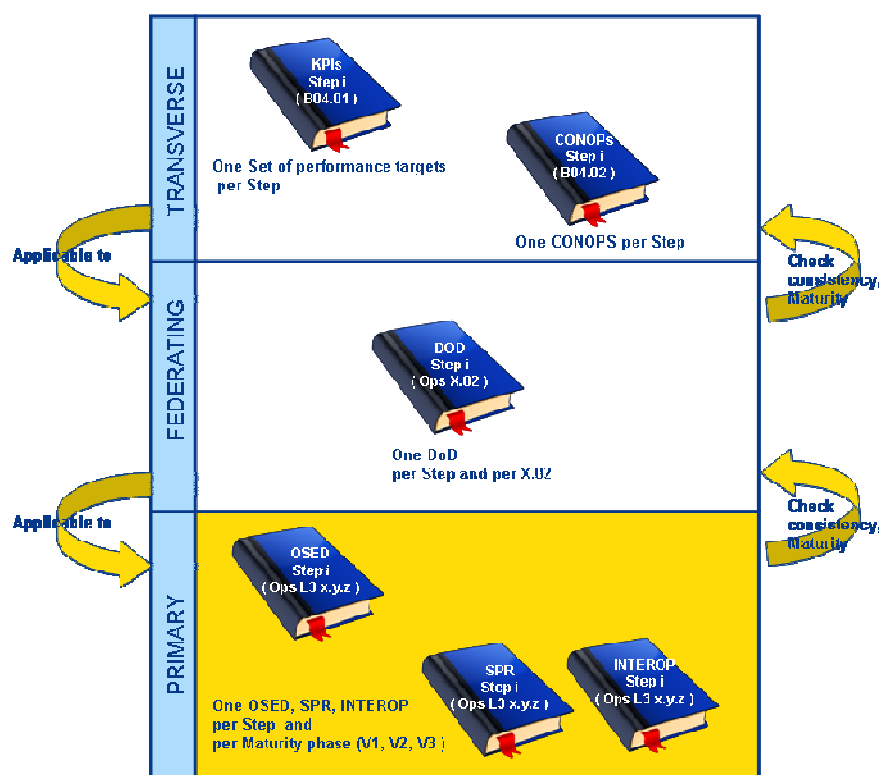 TRANSVERSE
KPIs
Step i
( B04.01 )
One Set of performance targets
per Step
CONOPs
Step i
( B04.02 )
One CONOPS per Step
Applicable to
Check
consistency,
Maturity
FEDERATING
DOD
Step i
( Ops X.02 )
One DoD
per Step and per X.02
Applicable to
Check
consistency,
Maturity
PRIMARY
OSED
Step i
( Ops L3 x.y.z )
SPR
Step i
( Ops L3 x.y.z )
INTEROP
Step i
( Ops L3 x.y.z )
One OSED, SPR, INTEROP
per Step and
per Maturity phase (V1, V2, V3 )